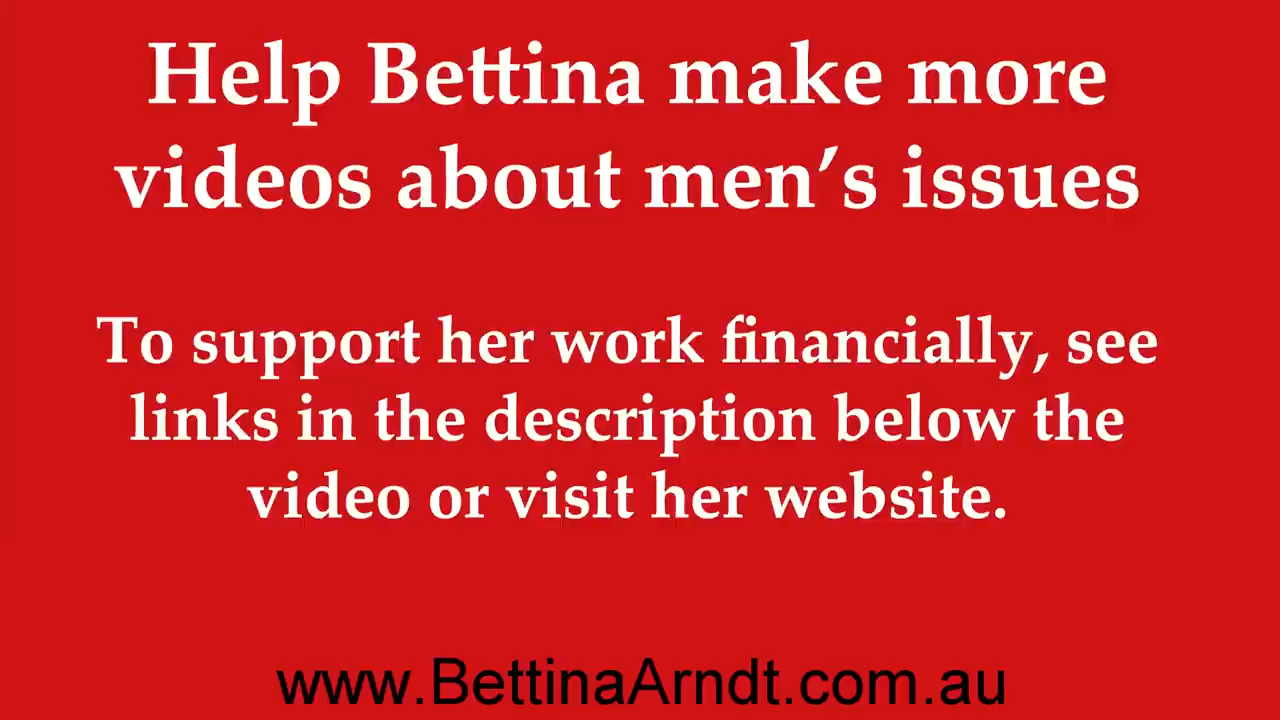 Help Bettina make more
videos about men’s issues
To support her work financially, see
links in the description below the
video or visit her website.
www.BettinaArndt.com.au